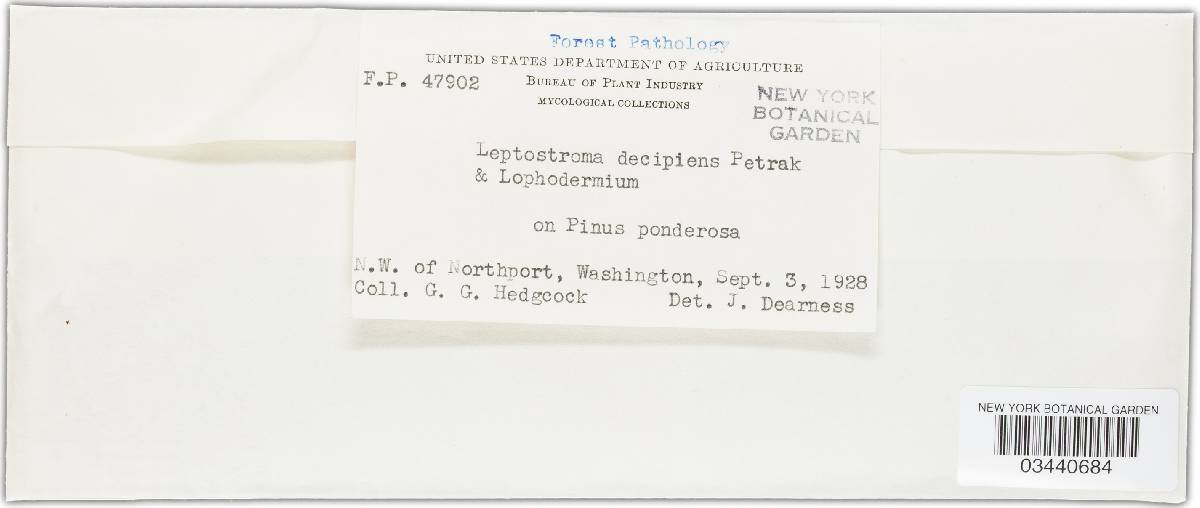 Forest Pathology
UNITED STATES DEPARTMENT OF AGRICULTURE
F.P. 47902
BUREAU OF PLANT INDUSTRY
MYCOLOGICAL COLLECTIONS
NEW YORK
BOTANICAL
GARDEN
Leptostroma decipiens Petrak
& Lophodermium
on Pinus ponderosa
N.W. of Northport, Washington, Sept. 3, 1928
Coll. G. G. Hedgcock Det. J. Dearness
NEW YORK BOTANICAL GARDEN
03440684